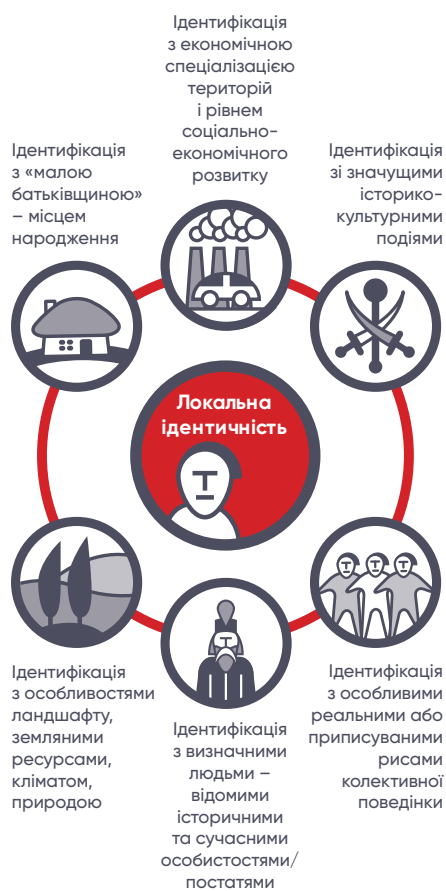 Ідентифікація
з економічною
спеціалізацією
територій
і рівнем
соціально-
економічного
розвитку
Ідентифікація
з «малою
батьківщиною»
– місцем
народження
Ідентифікація
зі значущими
історико-
культурними
подіями
Локальна
ідентичність
Ідентифікація
з особливостями
ландшафту,
земляними
ресурсами,
кліматом,
природою
Ідентифікація
з визначними
людьми –
відомими
історичними
та сучасними
особистостями/
постатями
Ідентифікація
з особливими
реальними або
приписуваними
рисами
колективної
поведінки